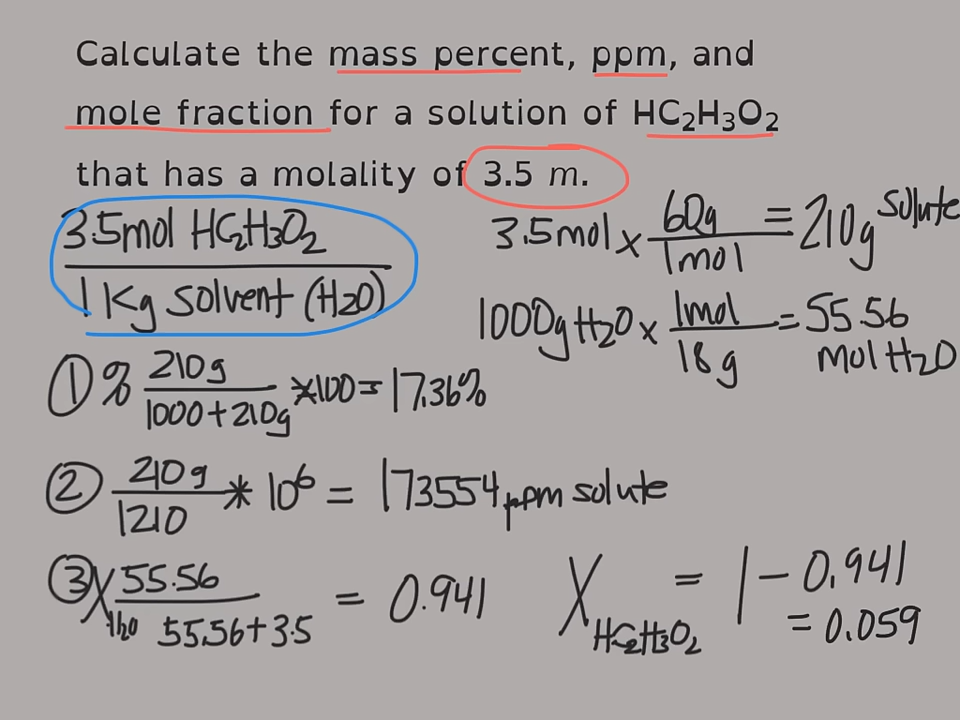 Calculate the mass percent, ppm, and
mole fraction for a solution of HC₂H₃O₂
that has a molality of 3.5 m.
3.5mol HC₂H₃O₂ / 1 Kg solvent (H₂O)
3.5mol x 60g / 1mol = 210g solute
1000g H₂O x 1mol / 18g = 55.56 mol H₂O
① % 210g / 1000+210g *100 = 17.36%
② 210g / 1210 * 10⁶ = 173554 ppm solute
③ X H₂O 55.56 / 55.56+3.5 = 0.941
X HC₂H₃O₂ = 1 - 0.941
= 0.059